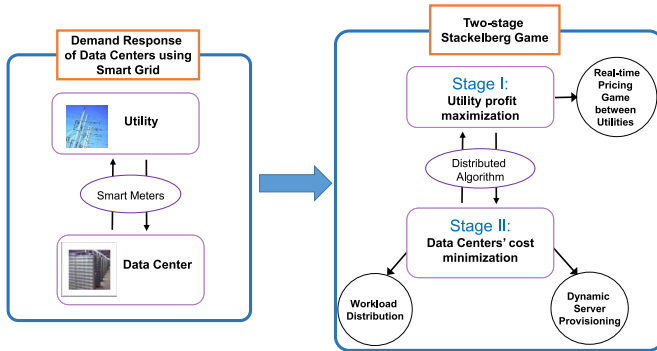 Demand Response
of Data Centers using
Smart Grid
Utility
Smart Meters
Data Center
Two-stage
Stackelberg Game
Stage I:
Utility profit
maximization
Real-time
Pricing
Game
between
Utilities
Distributed
Algorithm
Stage II:
Data Centers' cost
minimization
Workload
Distribution
Dynamic
Server
Provisioning